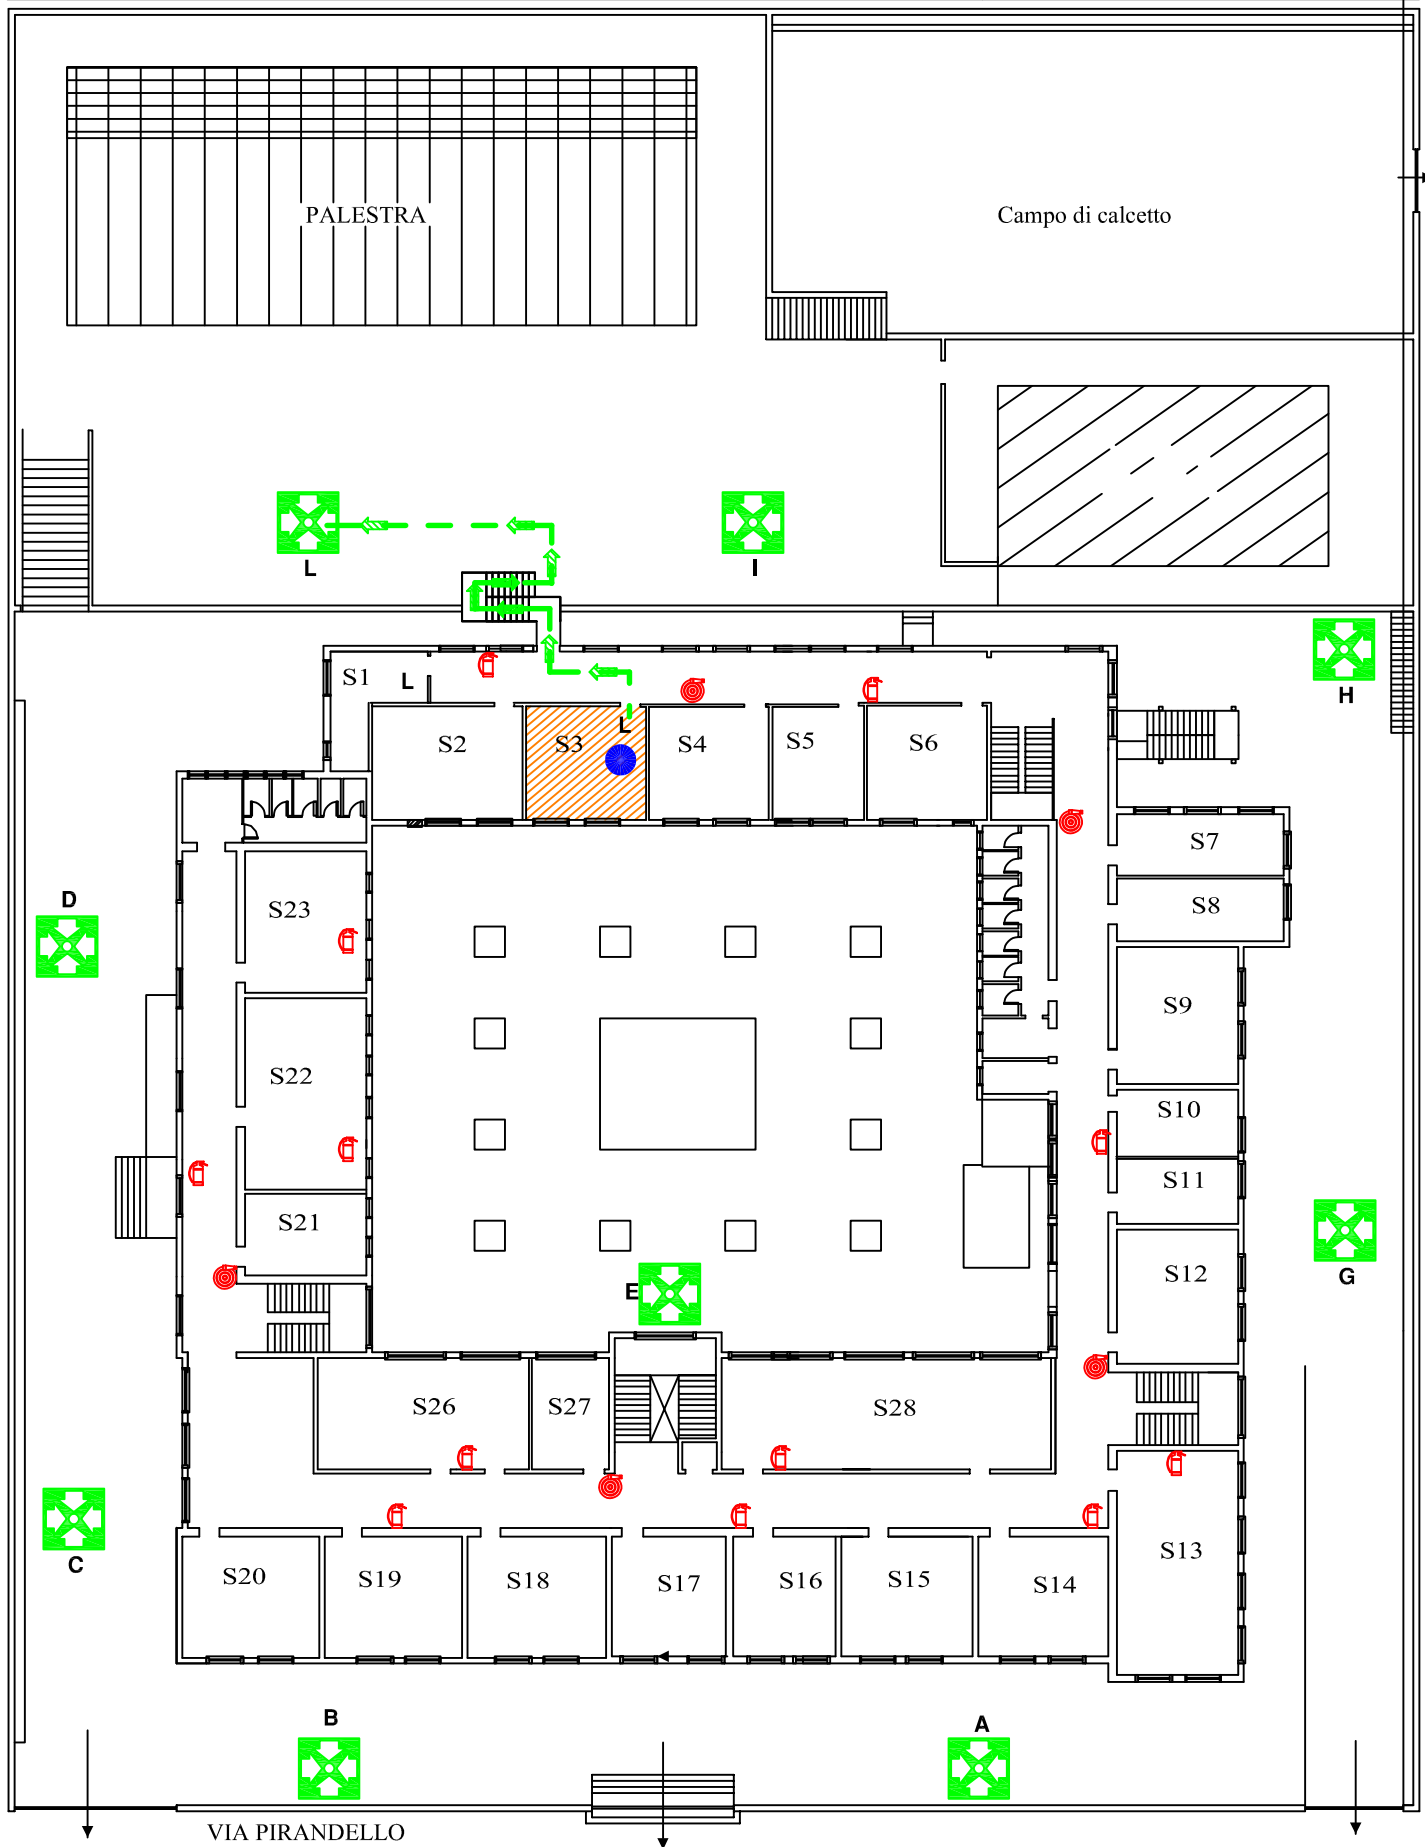 PALESTRA
Campo di calcetto
L
I
H
S1
L
L
S2
S3
S4
S5
S6
S7
S8
D
S23
S9
S22
S10
S11
S21
S12
G
E
S26
S27
S28
C
S20
S19
S18
S17
S16
S15
S14
S13
B
A
VIA PIRANDELLO